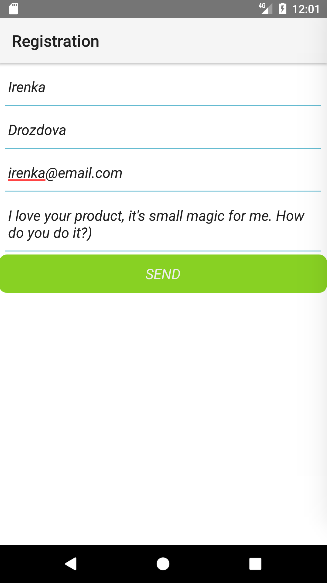 4G 12:01
Registration
Irenka
Drozdova
irenka@email.com
I love your product, it's small magic for me. How
do you do it?)
SEND